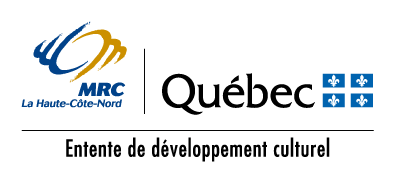 MRC
La Haute-Côte-Nord
Québec
Entente de développement culturel